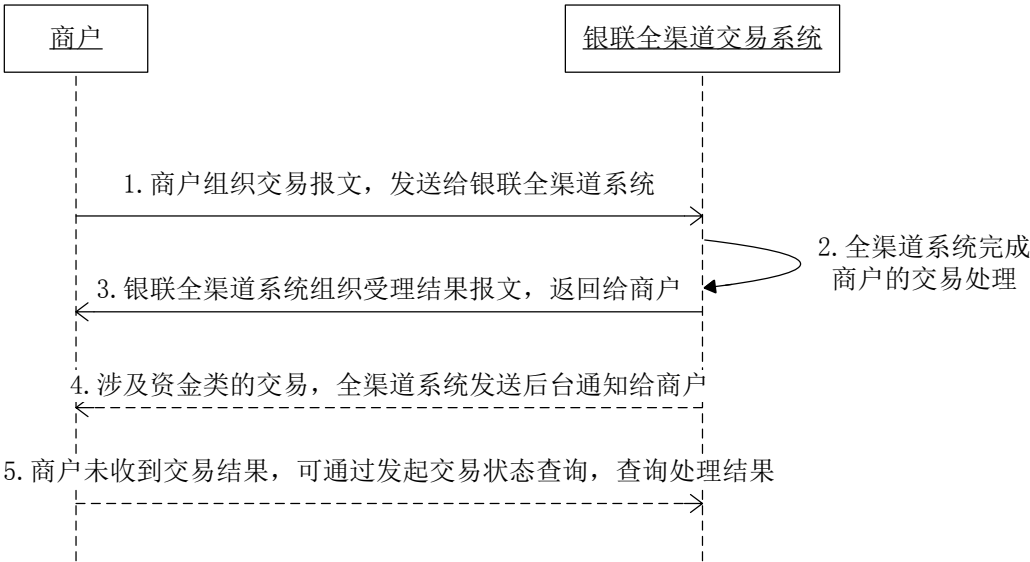 商户
银联全渠道交易系统
1.商户组织交易报文，发送给银联全渠道系统
2.全渠道系统完成
商户的交易处理
3.银联全渠道系统组织受理结果报文，返回给商户
4.涉及资金类的交易，全渠道系统发送后台通知给商户
5.商户未收到交易结果，可通过发起交易状态查询，查询处理结果